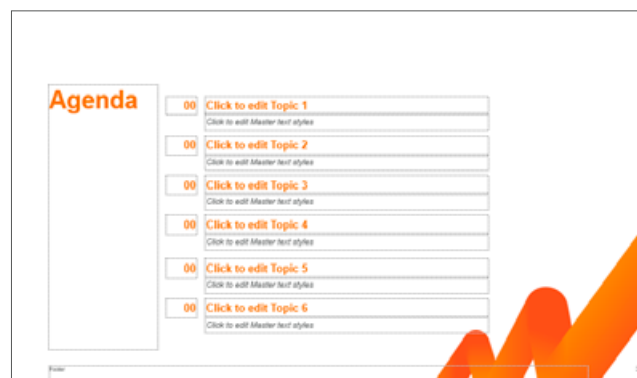 Agenda
00 Click to edit Topic 1
Click to edit Master text styles
00 Click to edit Topic 2
Click to edit Master text styles
00 Click to edit Topic 3
Click to edit Master text styles
00 Click to edit Topic 4
Click to edit Master text styles
00 Click to edit Topic 5
Click to edit Master text styles
00 Click to edit Topic 6
Click to edit Master text styles
Footer